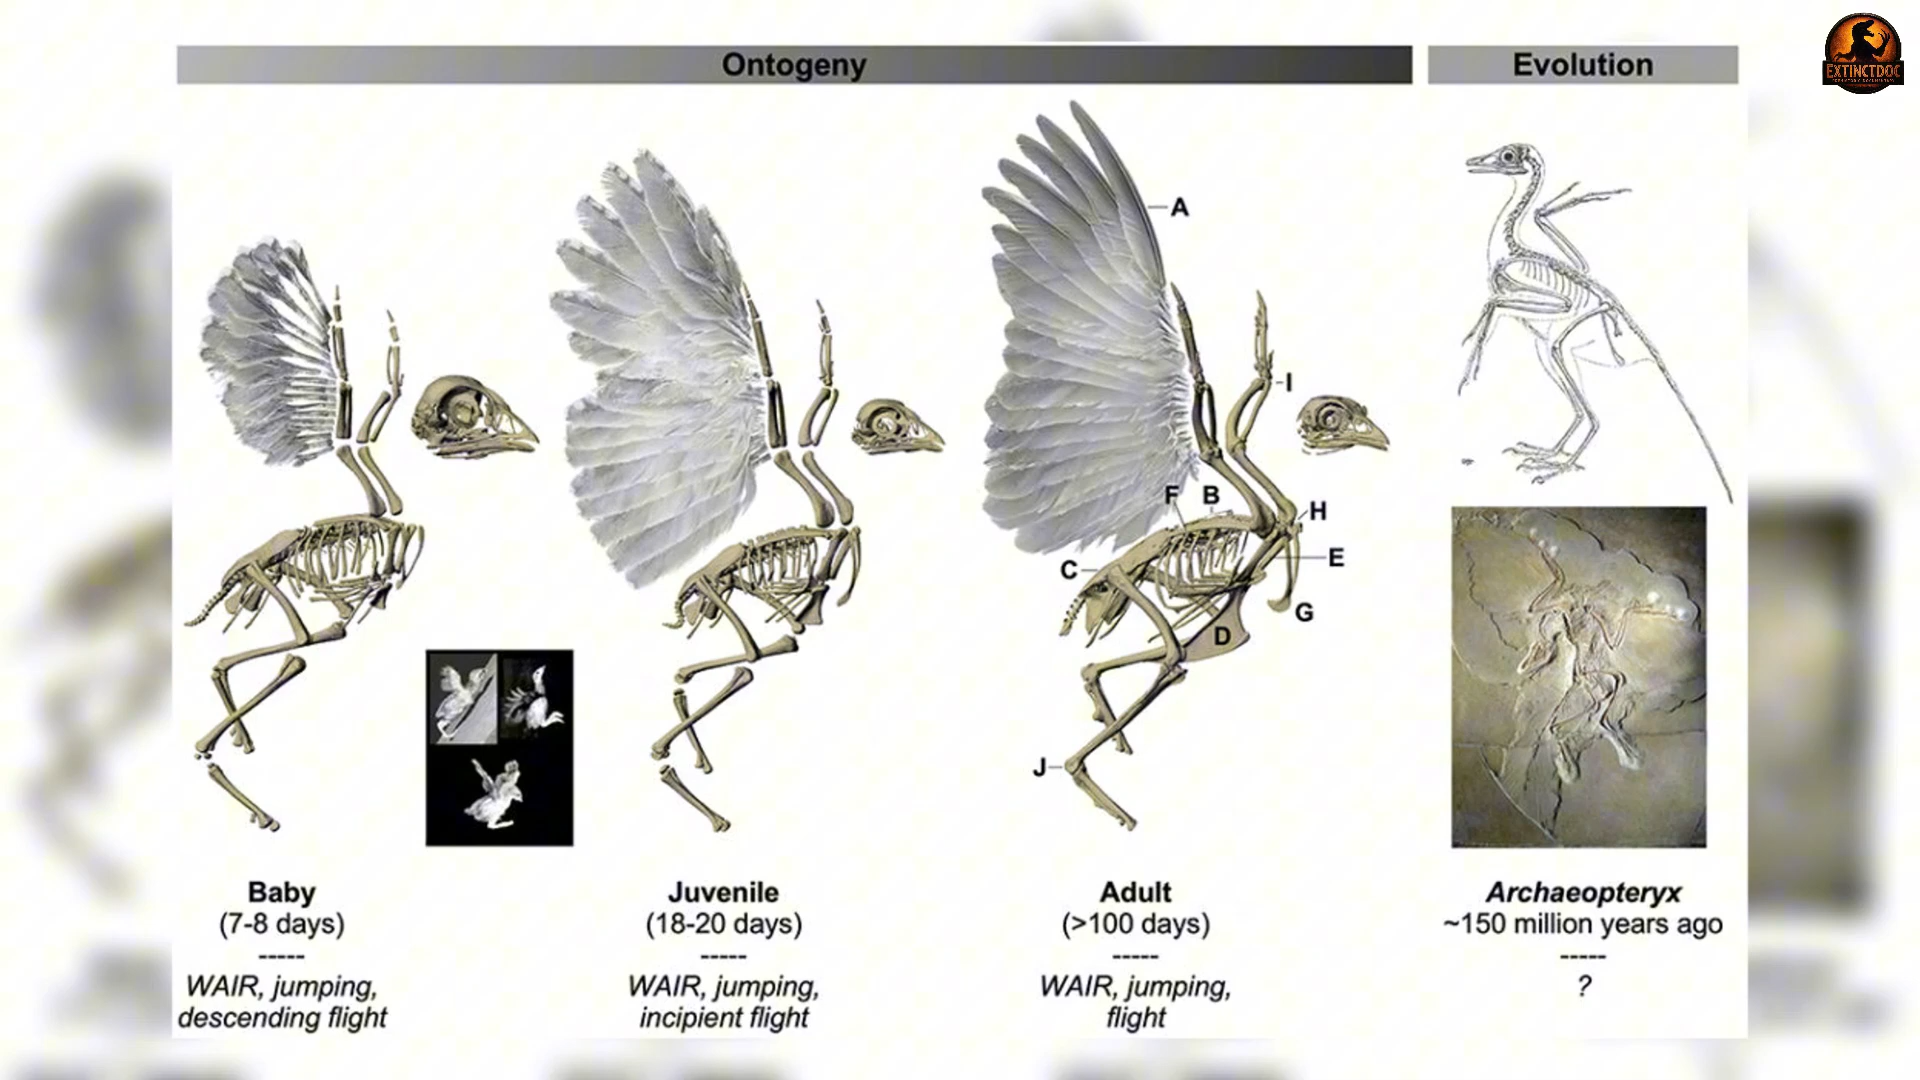 Ontogeny
Evolution
EXTINCTDOC
A
I
F
B
H
E
C
G
D
J
Baby
(7-8 days)
-----
WAIR, jumping,
descending flight
Juvenile
(18-20 days)
-----
WAIR, jumping,
incipient flight
Adult
(>100 days)
-----
WAIR, jumping,
flight
Archaeopteryx
~150 million years ago
-----
?